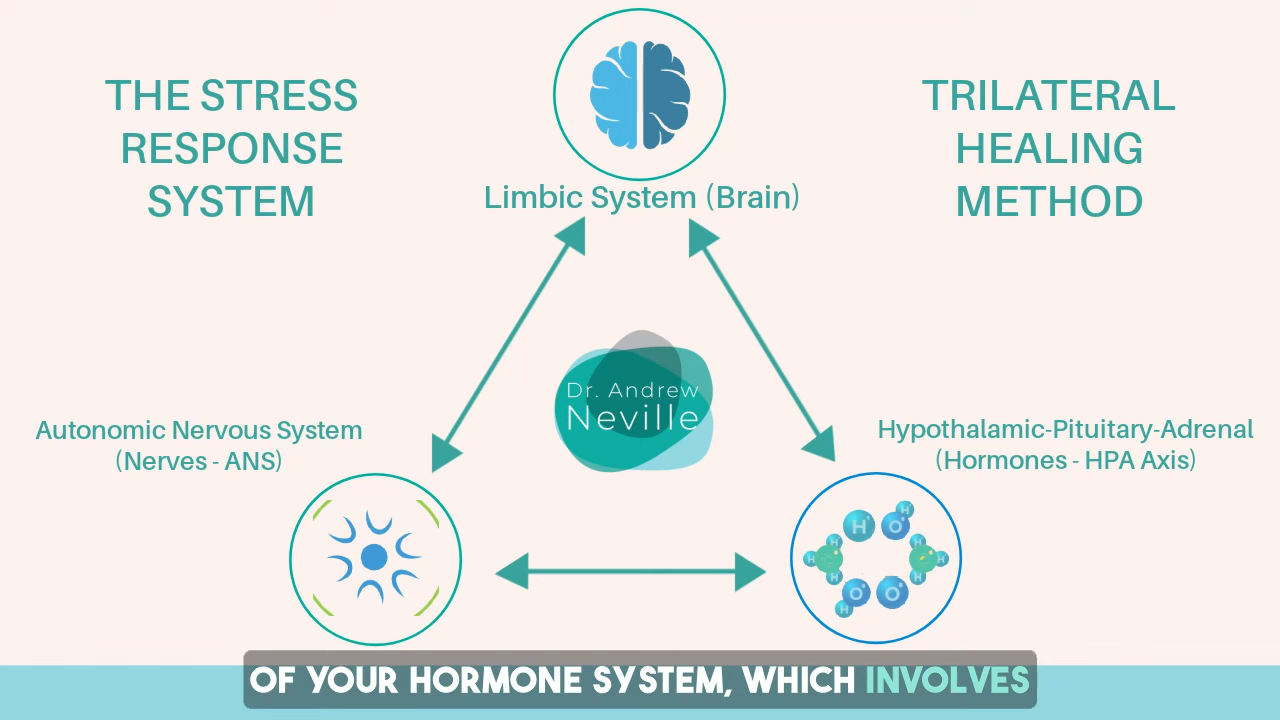 THE STRESS
RESPONSE
SYSTEM
TRILATERAL
HEALING
METHOD
Limbic System (Brain)
Dr. Andrew
Neville
Autonomic Nervous System
(Nerves - ANS)
Hypothalamic-Pituitary-Adrenal
(Hormones - HPA Axis)
H
H O
H H
H H
H H
O O
H
OF YOUR HORMONE SYSTEM, WHICH INVOLVES